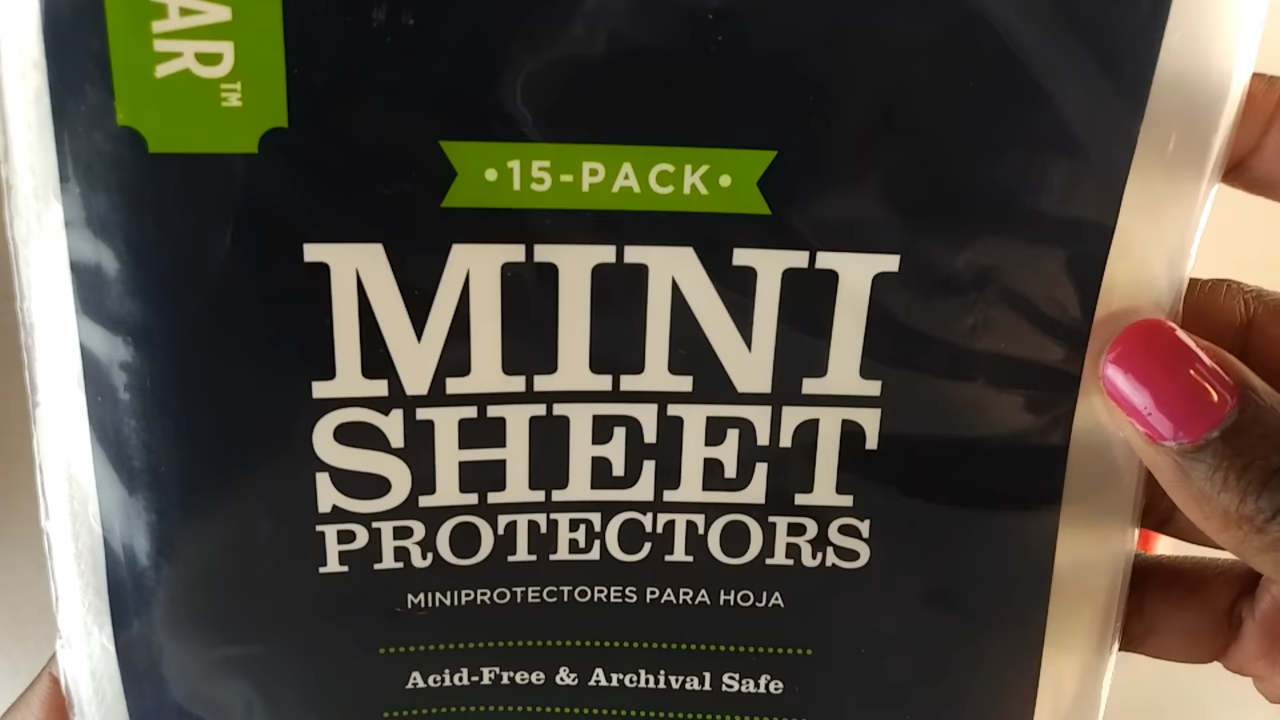 AR™
•15-PACK•
MINI
SHEET
PROTECTORS
MINIPROTECTORES PARA HOJA
Acid-Free & Archival Safe